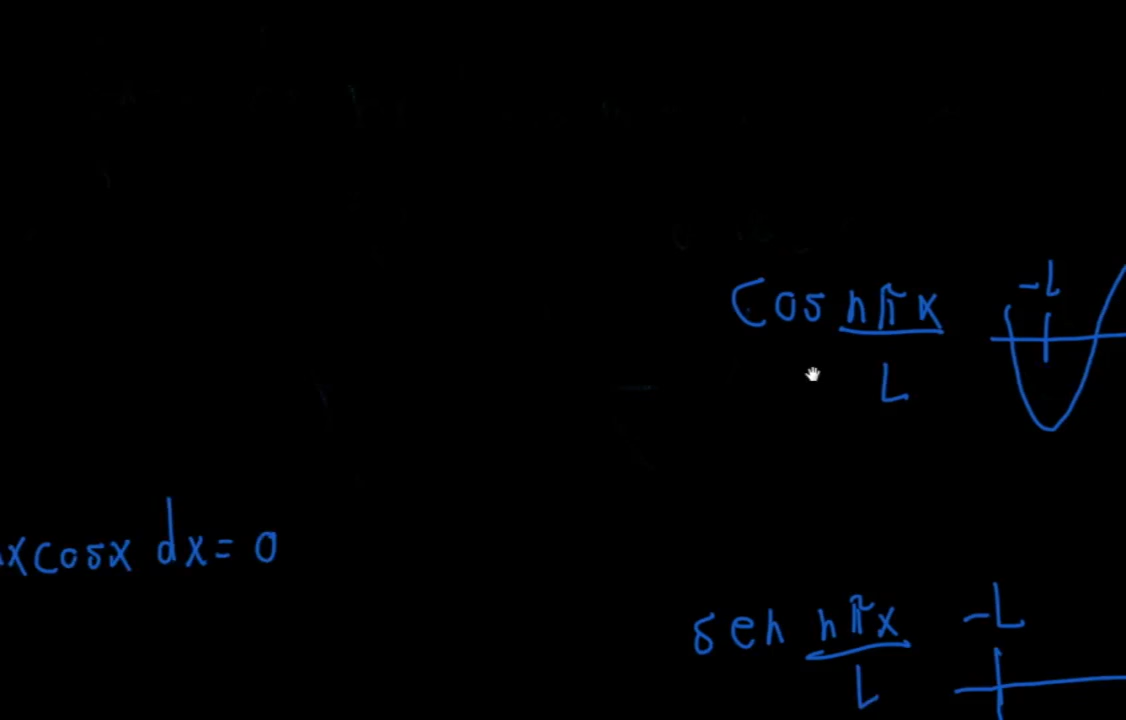 -L
cos nπx
L
xcosx dx = 0
sen nπx -L
L